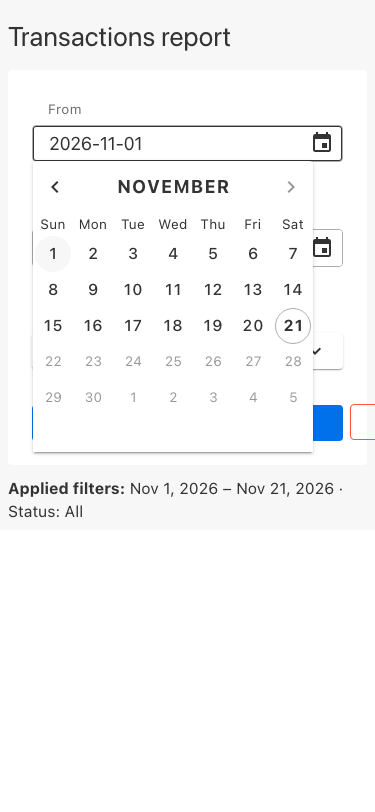 Transactions report
From
2026-11-01
NOVEMBER
Sun Mon Tue Wed Thu Fri Sat
1 2 3 4 5 6 7
8 9 10 11 12 13 14
15 16 17 18 19 20 21
22 23 24 25 26 27 28
29 30 1 2 3 4 5
Applied filters: Nov 1, 2026 – Nov 21, 2026 ·
Status: All